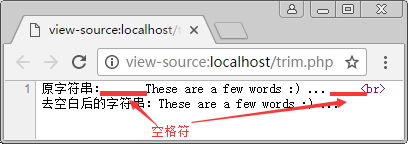 view-source:localhost/t
view-source:localhost/trim.php
1 原字符串:        These are a few words :) ...      <br>
去空白后的字符串：These are a few words :) ...
空格符